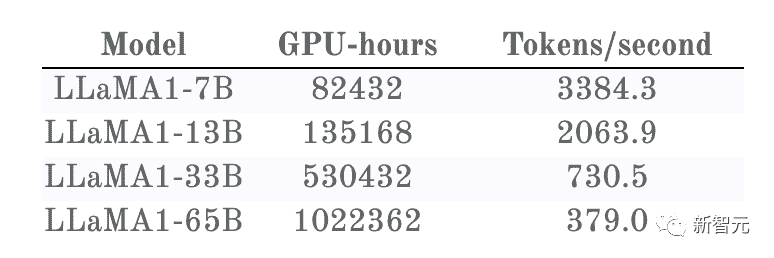 Model GPU-hours Tokens/second
LLaMA1-7B 82432 3384.3
LLaMA1-13B 135168 2063.9
LLaMA1-33B 530432 730.5
LLaMA1-65B 1022362 379.0 新智元